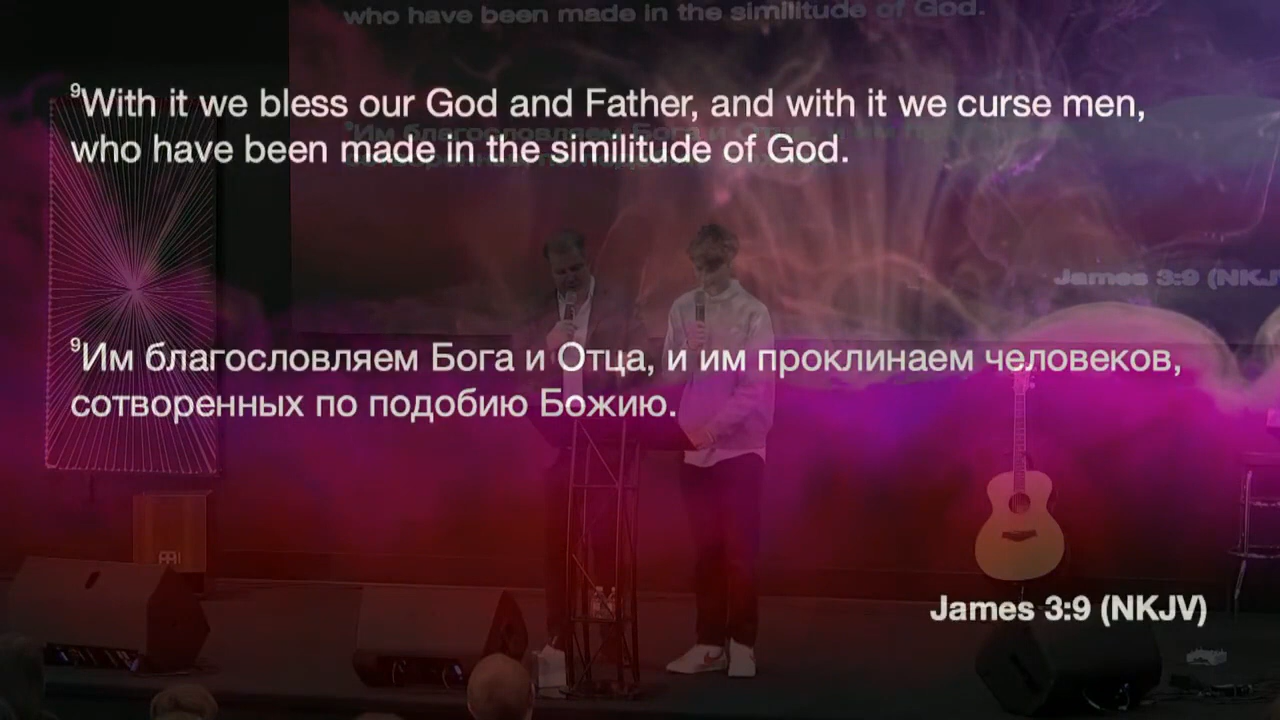 who have been made in the similitude of God.
⁹With it we bless our God and Father, and with it we curse men,
who have been made in the similitude of God.
James 3:9 (NKJ
⁹Им благословляем Бога и Отца, и им проклинаем человеков,
сотворенных по подобию Божию.
James 3:9 (NKJV)